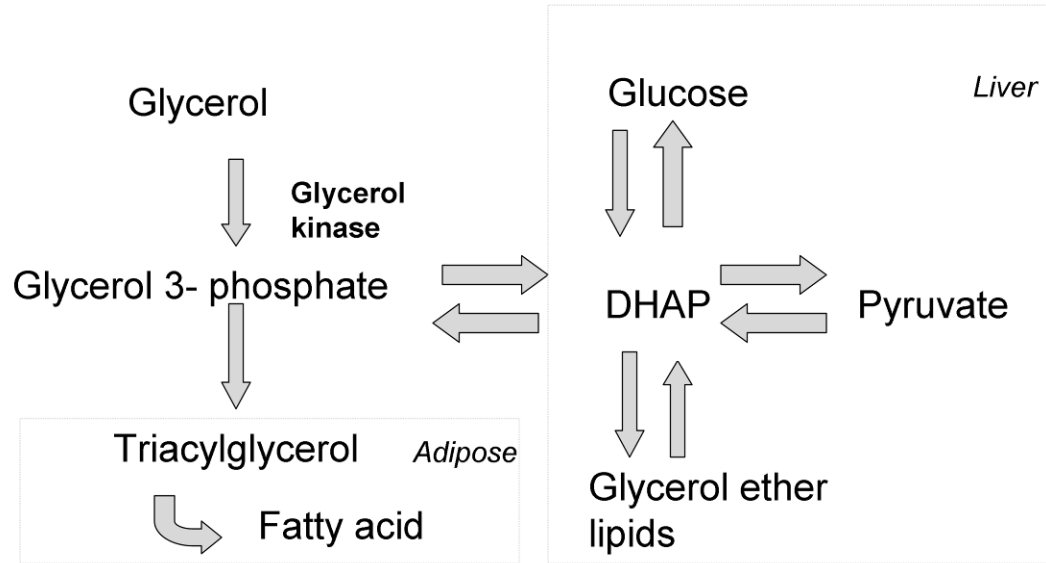 Glycerol
Glycerol
kinase
Glycerol 3- phosphate
Triacylglycerol
Adipose
Fatty acid
Liver
Glucose
DHAP
Pyruvate
Glycerol ether
lipids